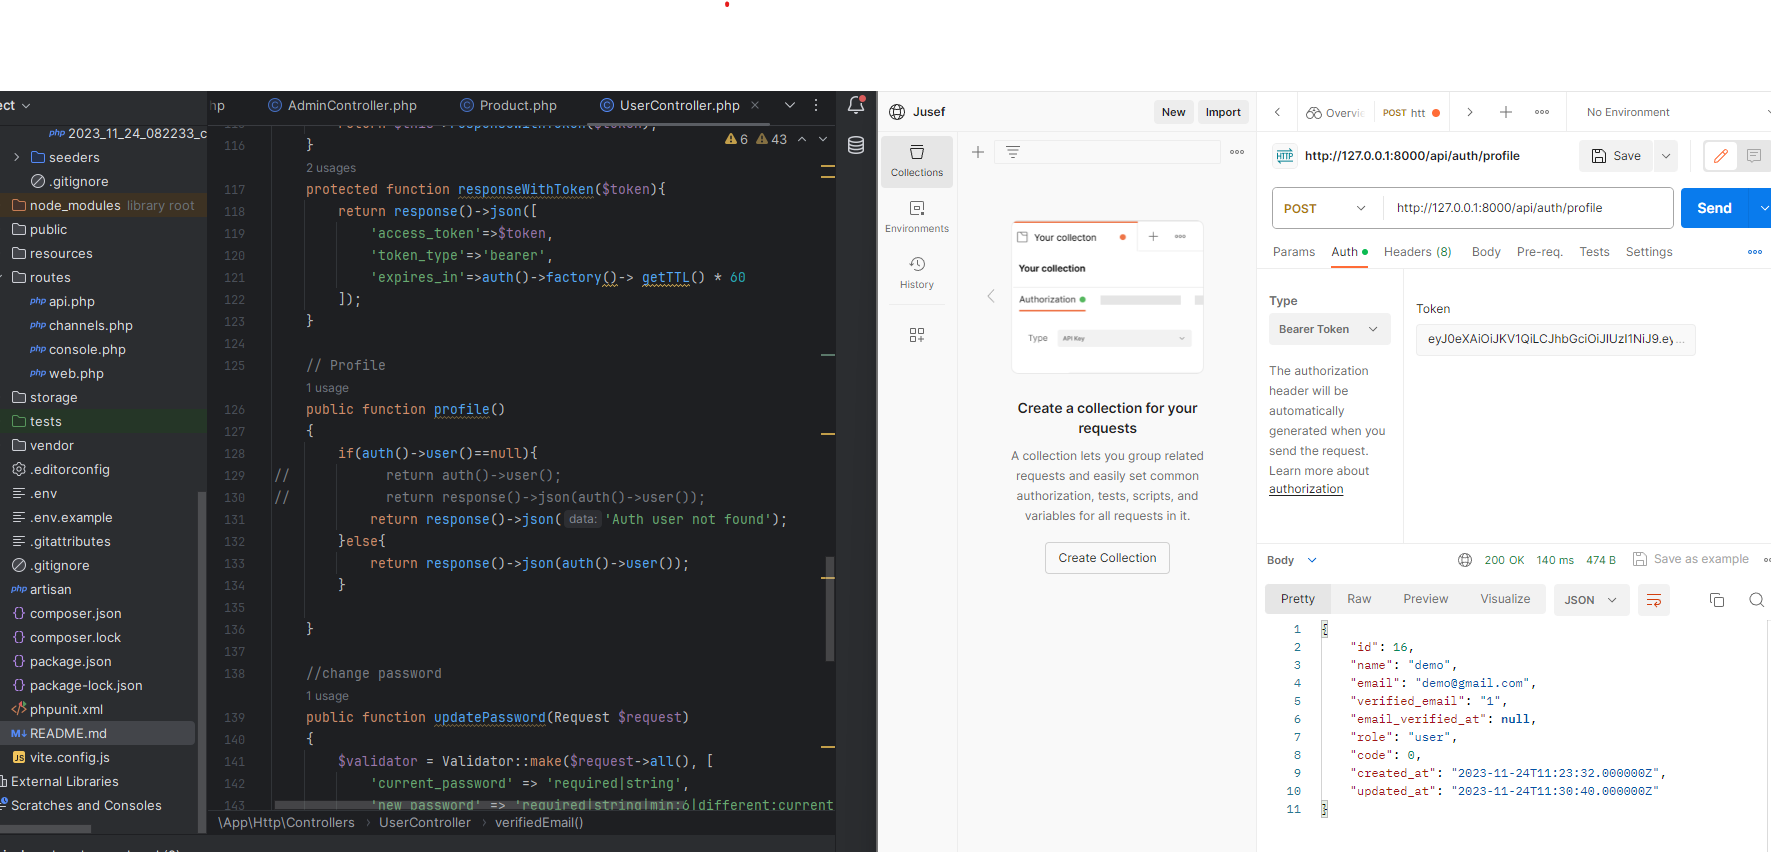 ect
php
AdminController.php
Product.php
UserController.php
php 2023_11_24_082233_c
seeders
.gitignore
node_modules library root
public
resources
routes
php api.php
php channels.php
php console.php
php web.php
storage
tests
vendor
.editorconfig
.env
.env.example
.gitattributes
.gitignore
php artisan
composer.json
composer.lock
package.json
package-lock.json
phpunit.xml
M↓ README.md
JS vite.config.js
External Libraries
Scratches and Consoles
6 43
116 }
2 usages
117 protected function responseWithToken($token){
118 return response()->json([
119 'access_token'=>$token,
120 'token_type'=>'bearer',
121 'expires_in'=>auth()->factory()-> getTTL() * 60
122 ]);
123 }
124
125 // Profile
1 usage
126 public function profile()
127 {
128 if(auth()->user()==null){
129 // return auth()->user();
130 // return response()->json(auth()->user());
131 return response()->json( data: 'Auth user not found');
132 }else{
133 return response()->json(auth()->user());
134 }
135
136 }
137
138 //change password
1 usage
139 public function updatePassword(Request $request)
140 {
141 $validator = Validator::make($request->all(), [
142 'current_password' => 'required|string',
143 'new_password' => 'required|string|min:6|different:current
\App\Http\Controllers › UserController › verifiedEmail()
Jusef
New
Import
Collections
Environments
History
Your collecton
Your collection
Authorization
Type
API Key
Create a collection for your
requests
A collection lets you group related
requests and easily set common
authorization, tests, scripts, and
variables for all requests in it.
Create Collection
Overvie
POST htt
No Environment
HTTP http://127.0.0.1:8000/api/auth/profile
Save
POST
http://127.0.0.1:8000/api/auth/profile
Send
Params
Auth
Headers (8)
Body
Pre-req.
Tests
Settings
Type
Bearer Token
The authorization
header will be
automatically
generated when you
send the request.
Learn more about
authorization
Token
eyJ0eXAiOiJKV1QiLCJhbGciOiJIUzI1NiJ9.ey...
Body
200 OK 140 ms 474 B
Save as example
Pretty
Raw
Preview
Visualize
JSON
1 {
2 "id": 16,
3 "name": "demo",
4 "email": "demo@gmail.com",
5 "verified_email": "1",
6 "email_verified_at": null,
7 "role": "user",
8 "code": 0,
9 "created_at": "2023-11-24T11:23:32.000000Z",
10 "updated_at": "2023-11-24T11:30:40.000000Z"
11 }